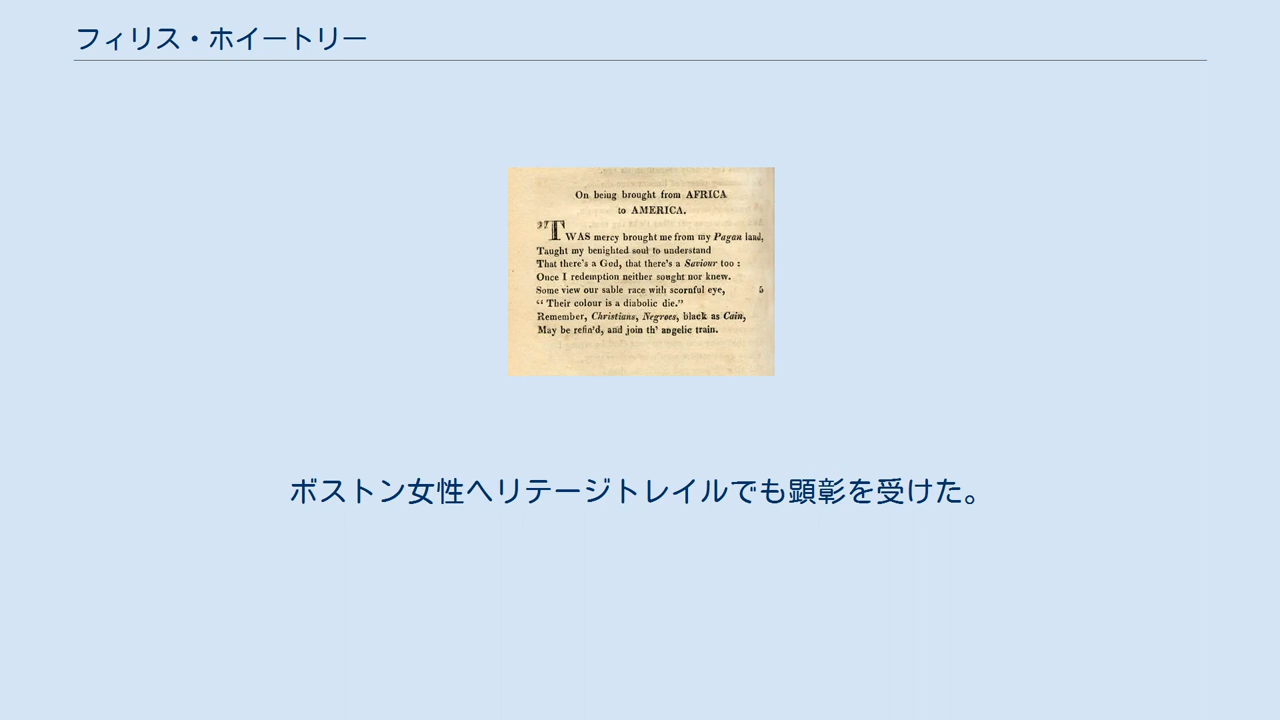 フィリス・ホイートリー
On being brought from AFRICA
to AMERICA.
"TWAS mercy brought me from my Pagan land,
Taught my benighted soul to understand
That there's a God, that there's a Saviour too :
Once I redemption neither sought nor knew.
Some view our sable race with scornful eye, 5
“ Their colour is a diabolic die.”
Remember, Christians, Negroes, black as Cain,
May be refin'd, and join th' angelic train.
ボストン女性ヘリテージトレイルでも顕彰を受けた。